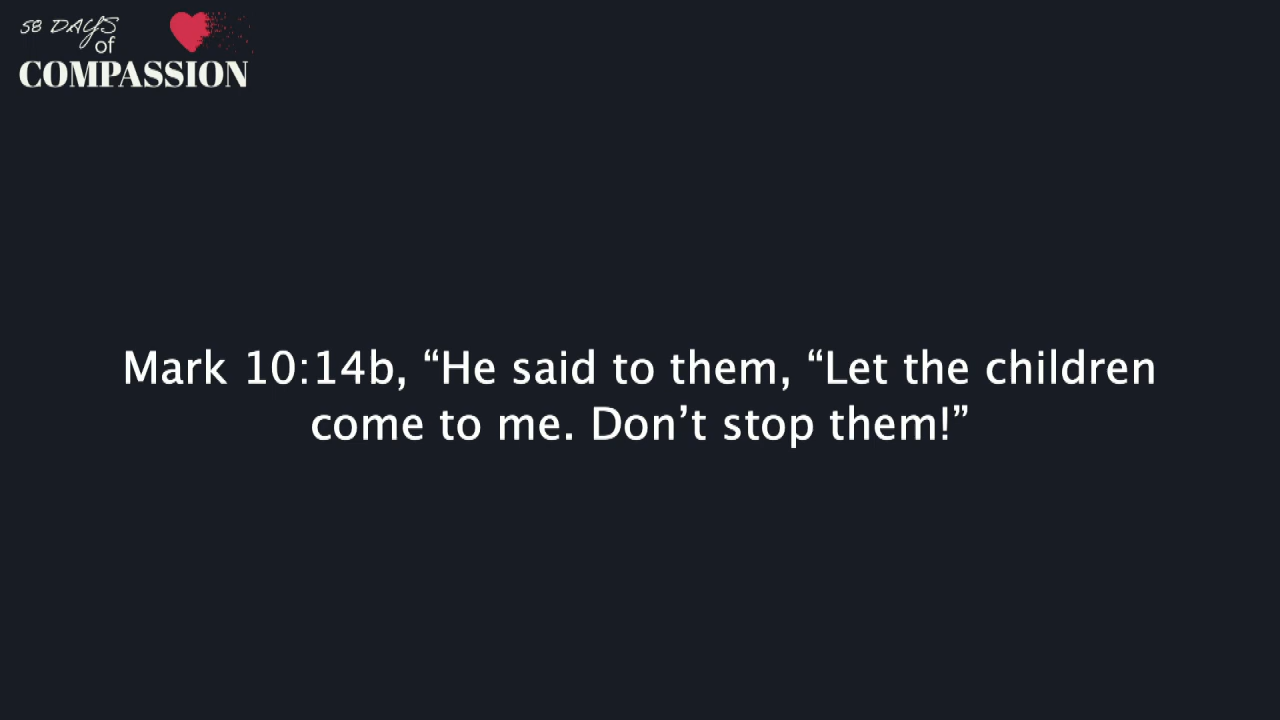 58 DAYS
of
COMPASSION
Mark 10:14b, “He said to them, “Let the children
come to me. Don’t stop them!”